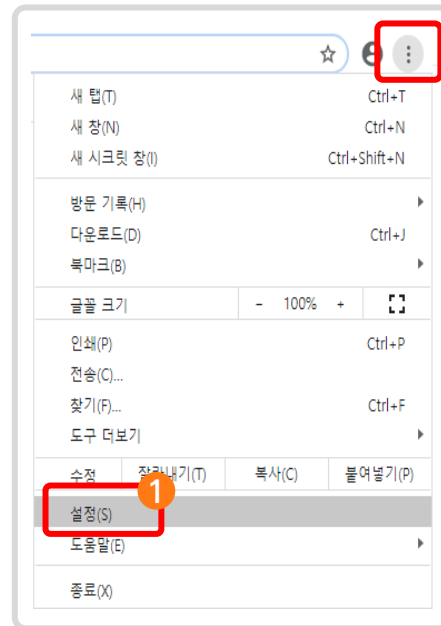 새 탭(T) Ctrl+T
새 창(N) Ctrl+N
새 시크릿 창(I) Ctrl+Shift+N
방문 기록(H)
다운로드(D) Ctrl+J
북마크(B)
글꼴 크기 - 100% +
인쇄(P) Ctrl+P
전송(C)...
찾기(F)... Ctrl+F
도구 더보기
수정 잘라내기(T) 복사(C) 붙여넣기(P)
1
설정(S)
도움말(E)
종료(X)